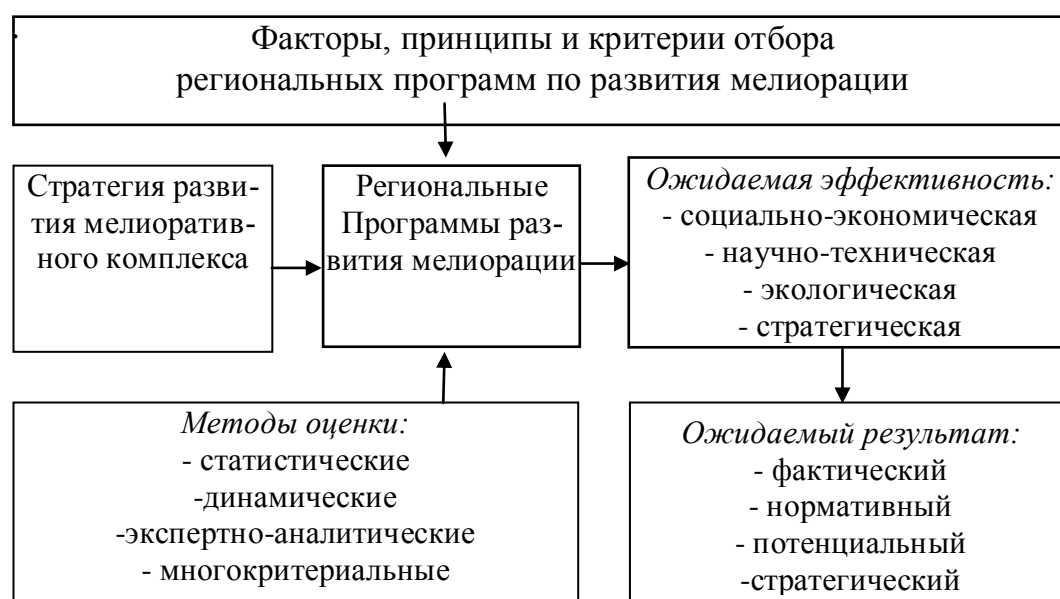 Факторы, принципы и критерии отбора
региональных программ по развития мелиорации
Стратегия разви-
тия мелиоратив-
ного комплекса
Региональные
Программы раз-
вития мелиорации
Ожидаемая эффективность:
- социально-экономическая
- научно-техническая
- экологическая
- стратегическая
Методы оценки:
- статистические
-динамические
-экспертно-аналитические
- многокритериальные
Ожидаемый результат:
- фактический
- нормативный
- потенциальный
-стратегический